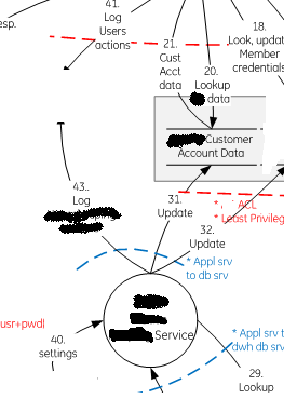 41.
Log
Users
actions
esp.
18.
Look, updat
Member
credentials
21.
Cust
Acct
data
20.
Lookup
data
Customer
Account Data
43..
Log
31.
Update
* ACL
* Least Privileg
32.
Update
* Appl srv
to db srv
Service
usr+pwd
40.
settings
* Appl srv t
dwh db srv
29.
Lookup